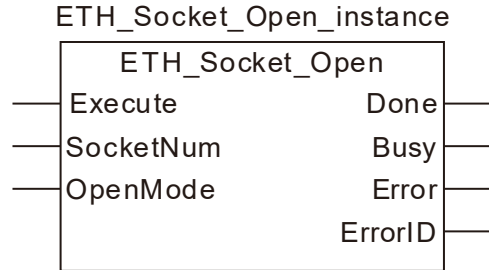 ETH_Socket_Open_instance
ETH_Socket_Open
Execute Done
SocketNum Busy
OpenMode Error
ErrorID